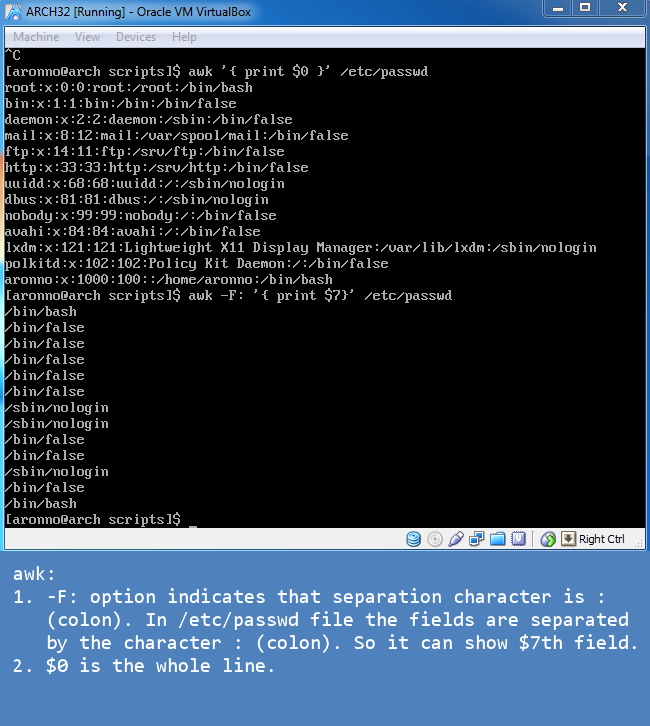 ARCH32 [Running] - Oracle VM VirtualBox
Machine View Devices Help
^C
[aronno@arch scripts]$ awk '{ print $0 }' /etc/passwd
root:x:0:0:root:/root:/bin/bash
bin:x:1:1:bin:/bin:/bin/false
daemon:x:2:2:daemon:/sbin:/bin/false
mail:x:8:12:mail:/var/spool/mail:/bin/false
ftp:x:14:11:ftp:/srv/ftp:/bin/false
http:x:33:33:http:/srv/http:/bin/false
uuidd:x:68:68:uuidd:/:/sbin/nologin
dbus:x:81:81:dbus:/:/sbin/nologin
nobody:x:99:99:nobody:/:/bin/false
avahi:x:84:84:avahi:/:/bin/false
lxdm:x:121:121:Lightweight X11 Display Manager:/var/lib/lxdm:/sbin/nologin
polkitd:x:102:102:Policy Kit Daemon:/:/bin/false
aronno:x:1000:100::/home/aronno:/bin/bash
[aronno@arch scripts]$ awk -F: '{ print $7}' /etc/passwd
/bin/bash
/bin/false
/bin/false
/bin/false
/bin/false
/bin/false
/sbin/nologin
/sbin/nologin
/bin/false
/bin/false
/sbin/nologin
/bin/false
/bin/bash
[aronno@arch scripts]$ _
Right Ctrl
awk:
1. -F: option indicates that separation character is :
(colon). In /etc/passwd file the fields are separated
by the character : (colon). So it can show $7th field.
2. $0 is the whole line.